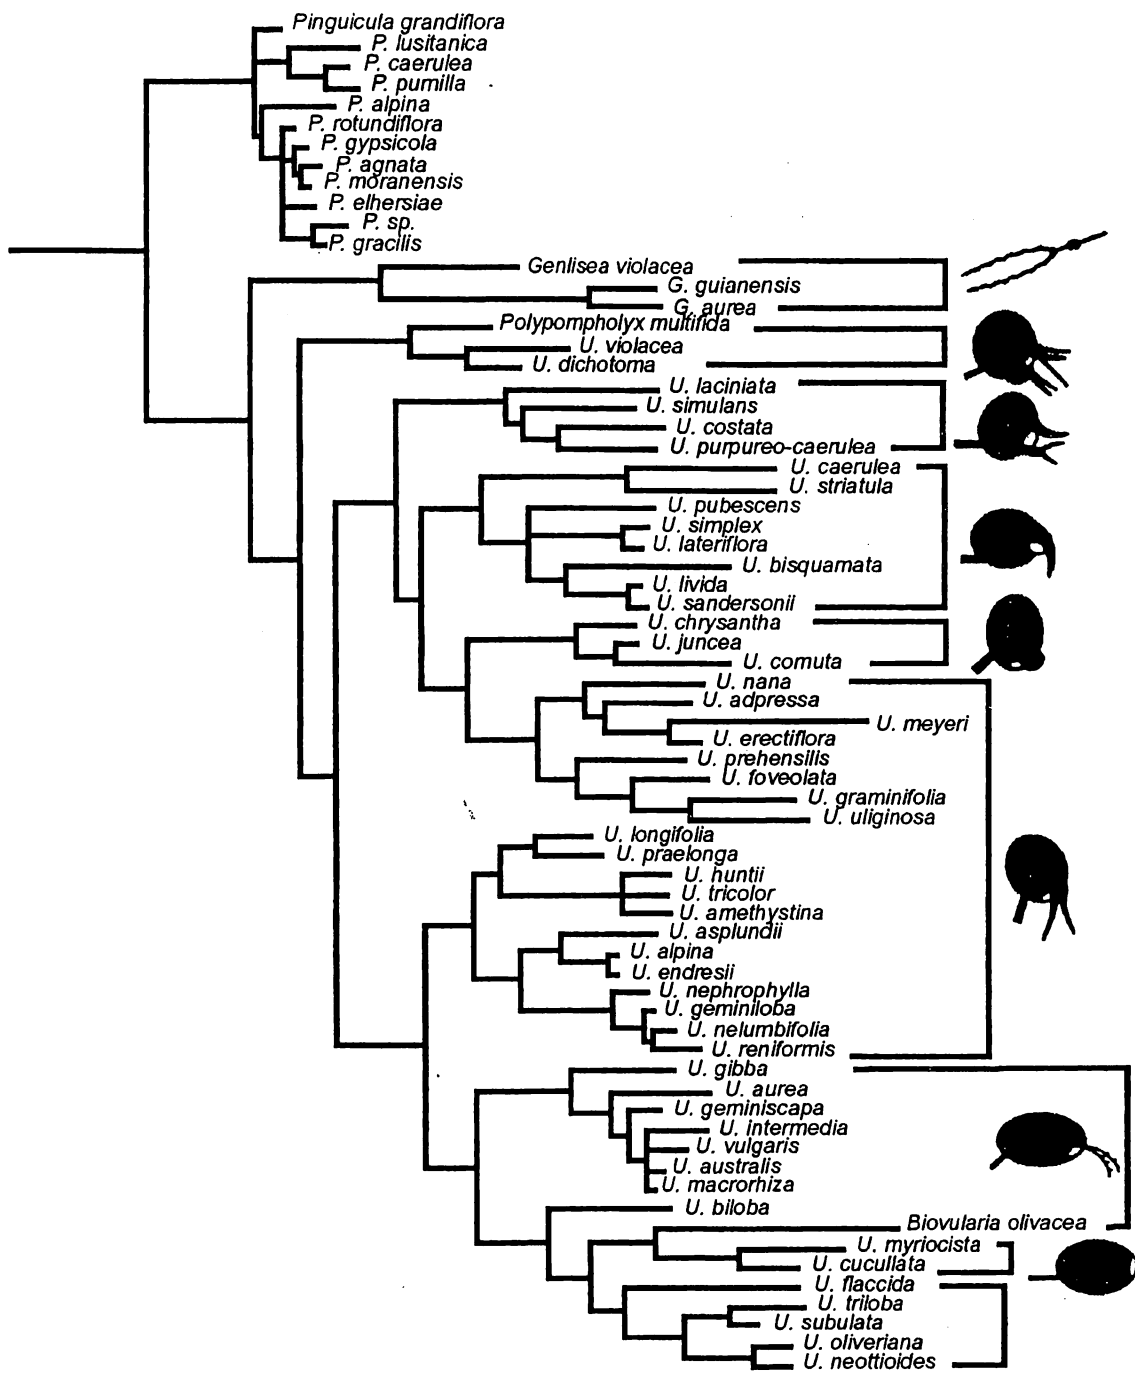 Pinguicula grandiflora
P. lusitanica
P. caerulea
P. pumilla
P. alpina
P. rotundiflora
P. gypsicola
P. agnata
P. moranensis
P. elhersiae
P. sp.
P. gracilis
Genlisea violacea
G. guianensis
G. aurea
Polypompholyx multifida
U. violacea
U. dichotoma
U. laciniata
U. simulans
U. costata
U. purpureo-caerulea
U. caerulea
U. striatula
U. pubescens
U. simplex
U. lateriflora
U. bisquamata
U. livida
U. sandersonii
U. chrysantha
U. juncea
U. cornuta
U. nana
U. adpressa
U. meyeri
U. erectiflora
U. prehensilis
U. foveolata
U. graminifolia
U. uliginosa
U. longifolia
U. praelonga
U. huntii
U. tricolor
U. amethystina
U. asplundii
U. alpina
U. endresii
U. nephrophylla
U. geminiloba
U. nelumbifolia
U. reniformis
U. gibba
U. aurea
U. geminiscapa
U. intermedia
U. vulgaris
U. australis
U. macrorhiza
U. biloba
Biovularia olivacea
U. myriocista
U. cucullata
U. flaccida
U. triloba
U. subulata
U. oliveriana
U. neottioides